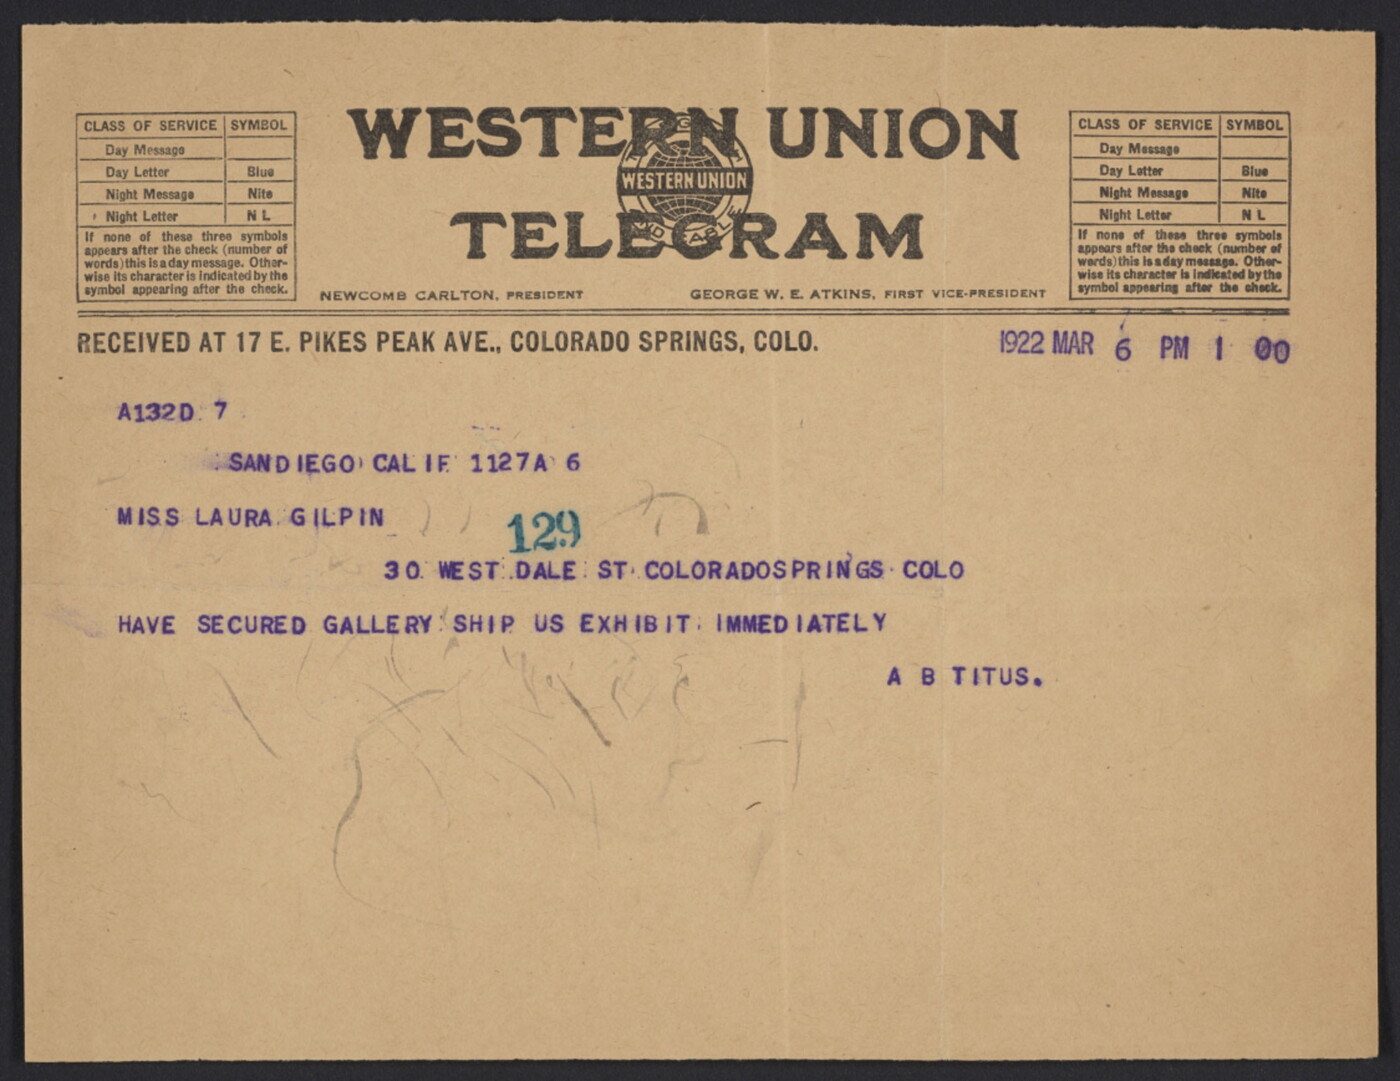 WESTERN UNION
WESTERN UNION
TELEGRAM
CLASS OF SERVICE SYMBOL
Day Message
Day Letter Blue
Night Message Nite
Night Letter N L
If none of these three symbols
appears after the check (number of
words) this is a day message. Other-
wise its character is indicated by the
symbol appearing after the check.
CLASS OF SERVICE SYMBOL
Day Message
Day Letter Blue
Night Message Nite
Night Letter N L
If none of these three symbols
appears after the check (number of
words) this is a day message. Other-
wise its character is indicated by the
symbol appearing after the check.
NEWCOMB CARLTON, PRESIDENT GEORGE W. E. ATKINS, FIRST VICE-PRESIDENT
RECEIVED AT 17 E. PIKES PEAK AVE., COLORADO SPRINGS, COLO. 1922 MAR 6 PM 1 00
A132D 7
SANDIEGO CALIF 1127A 6
MISS LAURA GILPIN
129
30 WEST DALE ST COLORADOSPRINGS COLO
HAVE SECURED GALLERY SHIP US EXHIBIT IMMEDIATELY
A B TITUS.